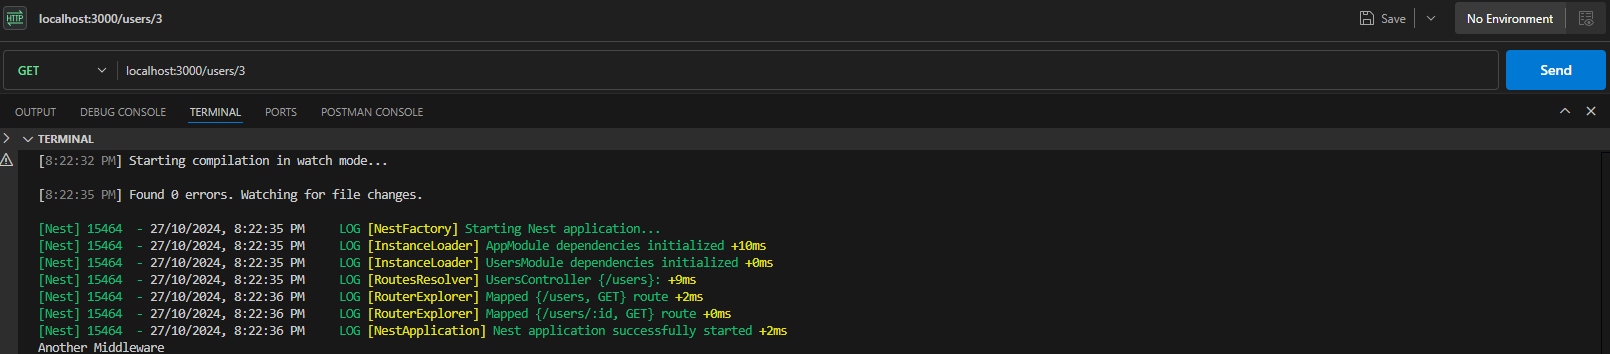 HTTP localhost:3000/users/3 Save No Environment
GET localhost:3000/users/3 Send
OUTPUT DEBUG CONSOLE TERMINAL PORTS POSTMAN CONSOLE
TERMINAL
[8:22:32 PM] Starting compilation in watch mode...
[8:22:35 PM] Found 0 errors. Watching for file changes.
[Nest] 15464 - 27/10/2024, 8:22:35 PM LOG [NestFactory] Starting Nest application...
[Nest] 15464 - 27/10/2024, 8:22:35 PM LOG [InstanceLoader] AppModule dependencies initialized +10ms
[Nest] 15464 - 27/10/2024, 8:22:35 PM LOG [InstanceLoader] UsersModule dependencies initialized +0ms
[Nest] 15464 - 27/10/2024, 8:22:35 PM LOG [RoutesResolver] UsersController {/users}: +9ms
[Nest] 15464 - 27/10/2024, 8:22:36 PM LOG [RouterExplorer] Mapped {/users, GET} route +2ms
[Nest] 15464 - 27/10/2024, 8:22:36 PM LOG [RouterExplorer] Mapped {/users/:id, GET} route +0ms
[Nest] 15464 - 27/10/2024, 8:22:36 PM LOG [NestApplication] Nest application successfully started +2ms
Another Middleware